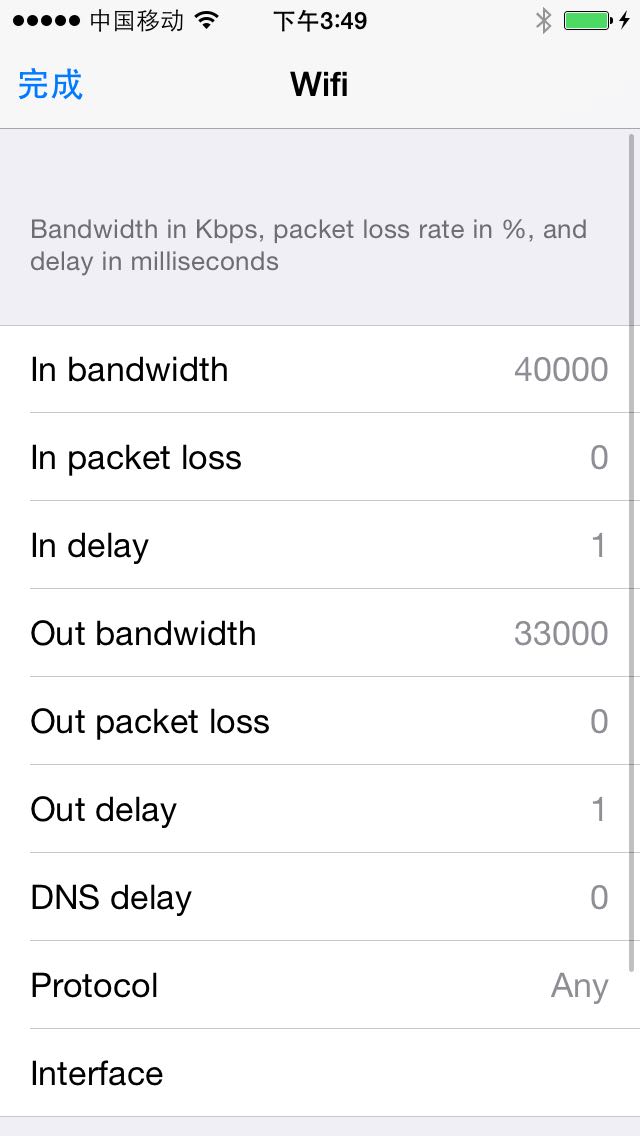 中国移动 下午3:49
完成 Wifi
Bandwidth in Kbps, packet loss rate in %, and
delay in milliseconds
In bandwidth 40000
In packet loss 0
In delay 1
Out bandwidth 33000
Out packet loss 0
Out delay 1
DNS delay 0
Protocol Any
Interface